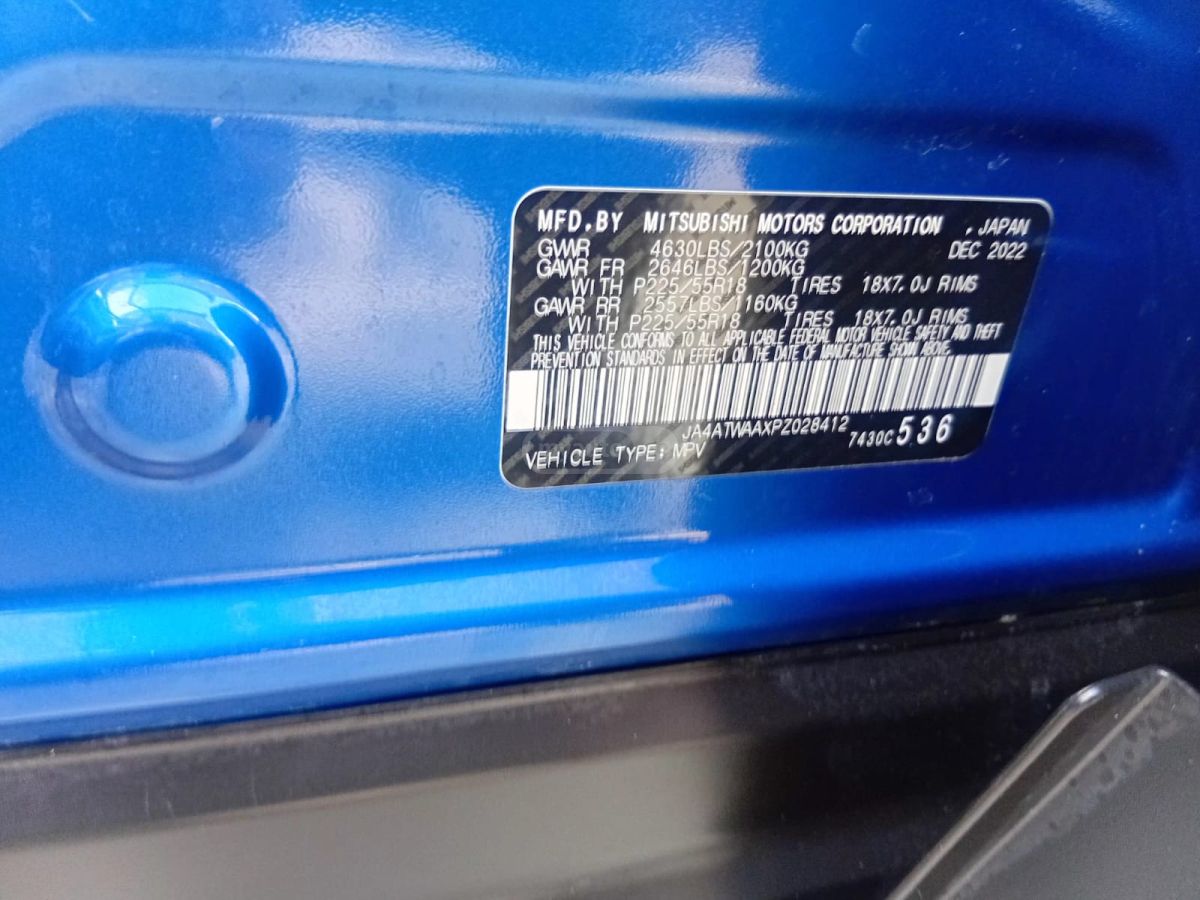 MFD.BY MITSUBISHI MOTORS CORPORATION , JAPAN
GVWR 4630LBS/2100KG DEC 2022
GAWR FR 2646LBS/1200KG
WITH P225/55R18 TIRES 18X7.0J RIMS
GAWR RR 2557LBS/1160KG
WITH P225/55R18 TIRES 18X7.0J RIMS
THIS VEHICLE CONFORMS TO ALL APPLICABLE FEDERAL MOTOR VEHICLE SAFETY AND THEFT
PREVENTION STANDARDS IN EFFECT ON THE DATE OF MANUFACTURE SHOWN ABOVE.
JA4ATWAAXPZ028412
VEHICLE TYPE: MPV 7430C 536